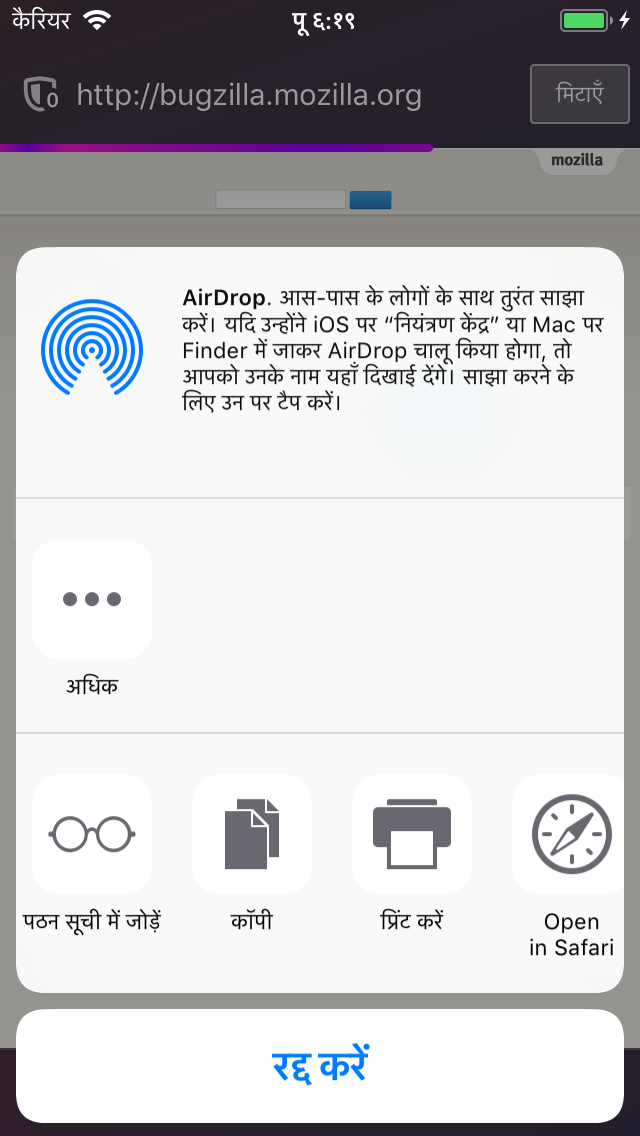 कैरियर
पू ६:१९
0 http://bugzilla.mozilla.org
मिटाएँ
mozilla
AirDrop. आस-पास के लोगों के साथ तुरंत साझा
करें। यदि उन्होंने iOS पर “नियंत्रण केंद्र” या Mac पर
Finder में जाकर AirDrop चालू किया होगा, तो
आपको उनके नाम यहाँ दिखाई देंगे। साझा करने के
लिए उन पर टैप करें।
अधिक
पठन सूची में जोड़ें
कॉपी
प्रिंट करें
Open
in Safari
रद्द करें